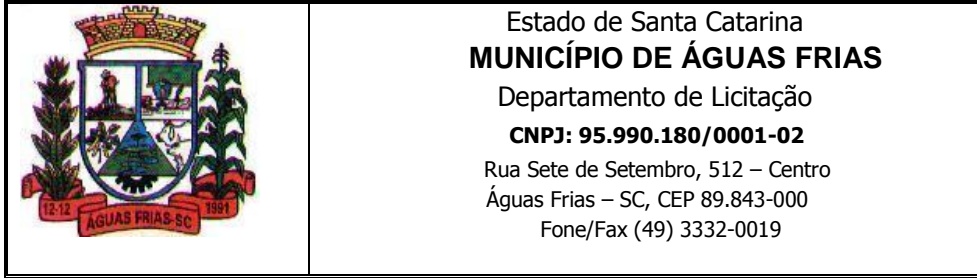 Estado de Santa Catarina
MUNICÍPIO DE ÁGUAS FRIAS
Departamento de Licitação
CNPJ: 95.990.180/0001-02
Rua Sete de Setembro, 512 – Centro
Águas Frias – SC, CEP 89.843-000
Fone/Fax (49) 3332-0019
12-12
ÁGUAS FRIAS-SC
1991